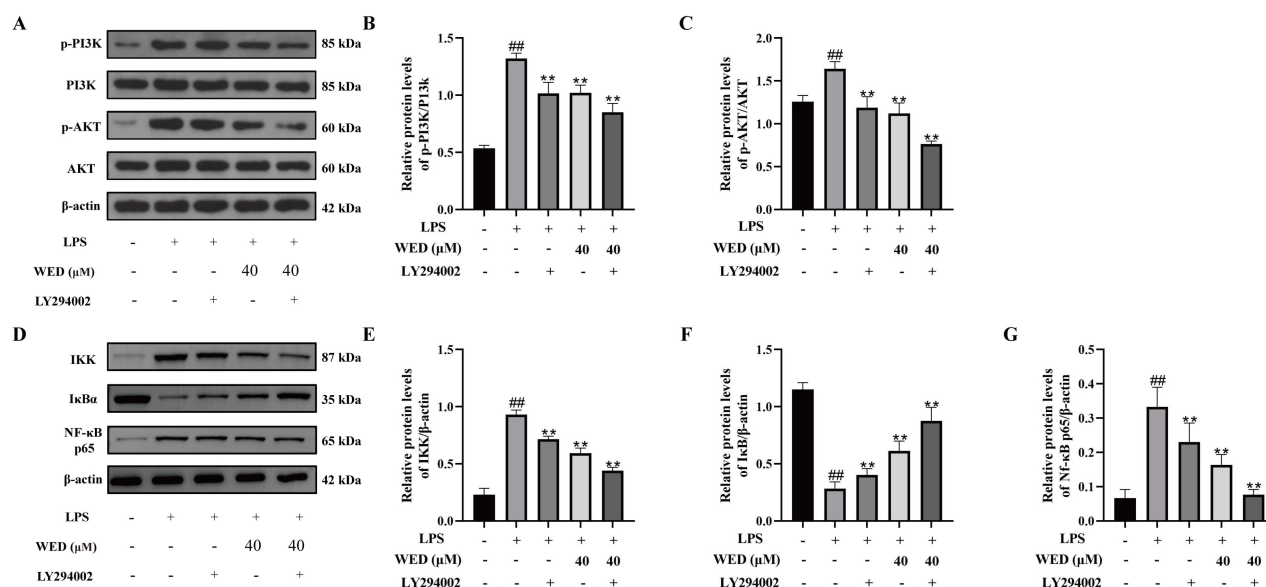 A
p-PI3K
85 kDa
PI3K
85 kDa
p-AKT
60 kDa
AKT
60 kDa
β-actin
42 kDa
LPS - + + + +
WED (μM) - - - 40 40
LY294002 - - + - +
B
Relative protein levels
of p-PI3K/P13k
1.5
1.0
0.5
0.0
##
**
**
**
LPS - + + + +
WED (μM) - - - 40 40
LY294002 - - + - +
C
Relative protein levels
of p-AKT/AKT
2.0
1.5
1.0
0.5
0.0
##
**
**
**
LPS - + + + +
WED (μM) - - - 40 40
LY294002 - - + - +
D
IKK
87 kDa
IκBα
35 kDa
NF-κB
p65
65 kDa
β-actin
42 kDa
LPS - + + + +
WED (μM) - - - 40 40
LY294002 - - + - +
E
Relative protein levels
of IKK/β-actin
1.5
1.0
0.5
0.0
##
**
**
**
LPS - + + + +
WED (μM) - - - 40 40
LY294002 - - + - +
F
Relative protein levels
of IκB/β-actin
1.5
1.0
0.5
0.0
##
**
**
**
LPS - + + + +
WED (μM) - - - 40 40
LY294002 - - + - +
G
Relative protein levels
of Nf-κB p65/β-actin
0.5
0.4
0.3
0.2
0.1
0.0
##
**
**
**
LPS - + + + +
WED (μM) - - - 40 40
LY294002 - - + - +